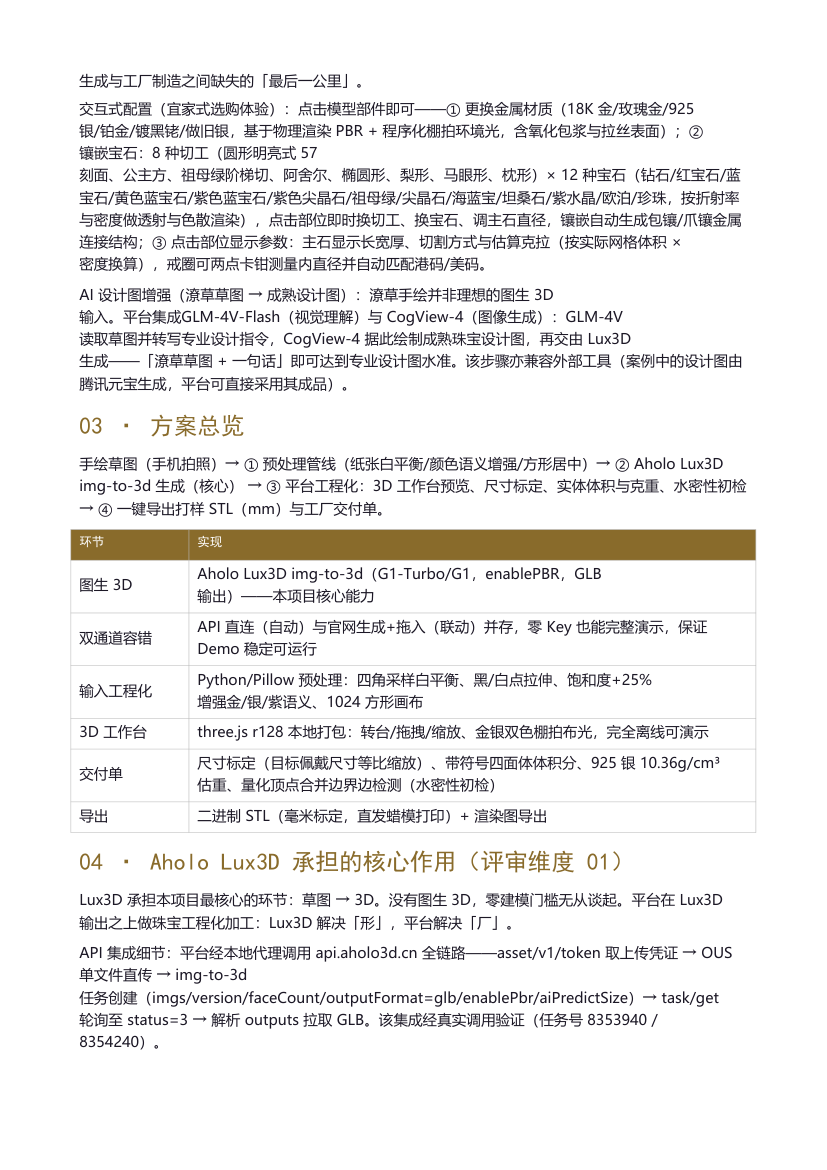 生成与工厂制造之间缺失的「最后一公里」。
交互式配置（宜家式选购体验）：点击模型部件即可——① 更换金属材质（18K 金/玫瑰金/925
银/铂金/镀黑铑/做旧银，基于物理渲染 PBR + 程序化棚拍环境光，含氧化包浆与拉丝表面）；②
镶嵌宝石：8 种切工（圆形明亮式 57
刻面、公主方、祖母绿阶梯切、阿舍尔、椭圆形、梨形、马眼形、枕形）× 12 种宝石（钻石/红宝石/蓝
宝石/黄色蓝宝石/紫色蓝宝石/紫色尖晶石/祖母绿/尖晶石/海蓝宝/坦桑石/紫水晶/欧泊/珍珠，按折射率
与密度做透射与色散渲染），点击部位即时换切工、换宝石、调主石直径，镶嵌自动生成包镶/爪镶金属
连接结构；③ 点击部位显示参数：主石显示长宽厚、切割方式与估算克拉（按实际网格体积 ×
密度换算），戒圈可两点卡钳测量内直径并自动匹配港码/美码。
AI 设计图增强（潦草草图 → 成熟设计图）：潦草手绘并非理想的图生 3D
输入。平台集成GLM-4V-Flash（视觉理解）与 CogView-4（图像生成）：GLM-4V
读取草图并转写专业设计指令，CogView-4 据此绘制成熟珠宝设计图，再交由 Lux3D
生成——「潦草草图 + 一句话」即可达到专业设计图水准。该步骤亦兼容外部工具（案例中的设计图由
腾讯元宝生成，平台可直接采用其成品）。
03 · 方案总览
手绘草图（手机拍照）→ ① 预处理管线（纸张白平衡/颜色语义增强/方形居中）→ ② Aholo Lux3D
img-to-3d 生成（核心） → ③ 平台工程化：3D 工作台预览、尺寸标定、实体体积与克重、水密性初检
→ ④ 一键导出打样 STL（mm）与工厂交付单。
环节 实现
图生 3D Aholo Lux3D img-to-3d（G1-Turbo/G1，enablePBR，GLB
输出）——本项目核心能力
双通道容错 API 直连（自动）与官网生成+拖入（联动）并存，零 Key 也能完整演示，保证
Demo 稳定可运行
输入工程化 Python/Pillow 预处理：四角采样白平衡、黑/白点拉伸、饱和度+25%
增强金/银/紫语义、1024 方形画布
3D 工作台 three.js r128 本地打包：转台/拖拽/缩放、金银双色棚拍布光，完全离线可演示
交付单 尺寸标定（目标佩戴尺寸等比缩放）、带符号四面体体积分、925 银 10.36g/cm³
估重、量化顶点合并边界边检测（水密性初检）
导出 二进制 STL（毫米标定，直发蜡模打印）+ 渲染图导出
04 · Aholo Lux3D 承担的核心作用（评审维度 01）
Lux3D 承担本项目最核心的环节：草图 → 3D。没有图生 3D，零建模门槛无从谈起。平台在 Lux3D
输出之上做珠宝工程化加工：Lux3D 解决「形」，平台解决「厂」。
API 集成细节：平台经本地代理调用 api.aholo3d.cn 全链路——asset/v1/token 取上传凭证 → OUS
单文件直传 → img-to-3d
任务创建（imgs/version/faceCount/outputFormat=glb/enablePbr/aiPredictSize）→ task/get
轮询至 status=3 → 解析 outputs 拉取 GLB。该集成经真实调用验证（任务号 8353940 /
8354240）。